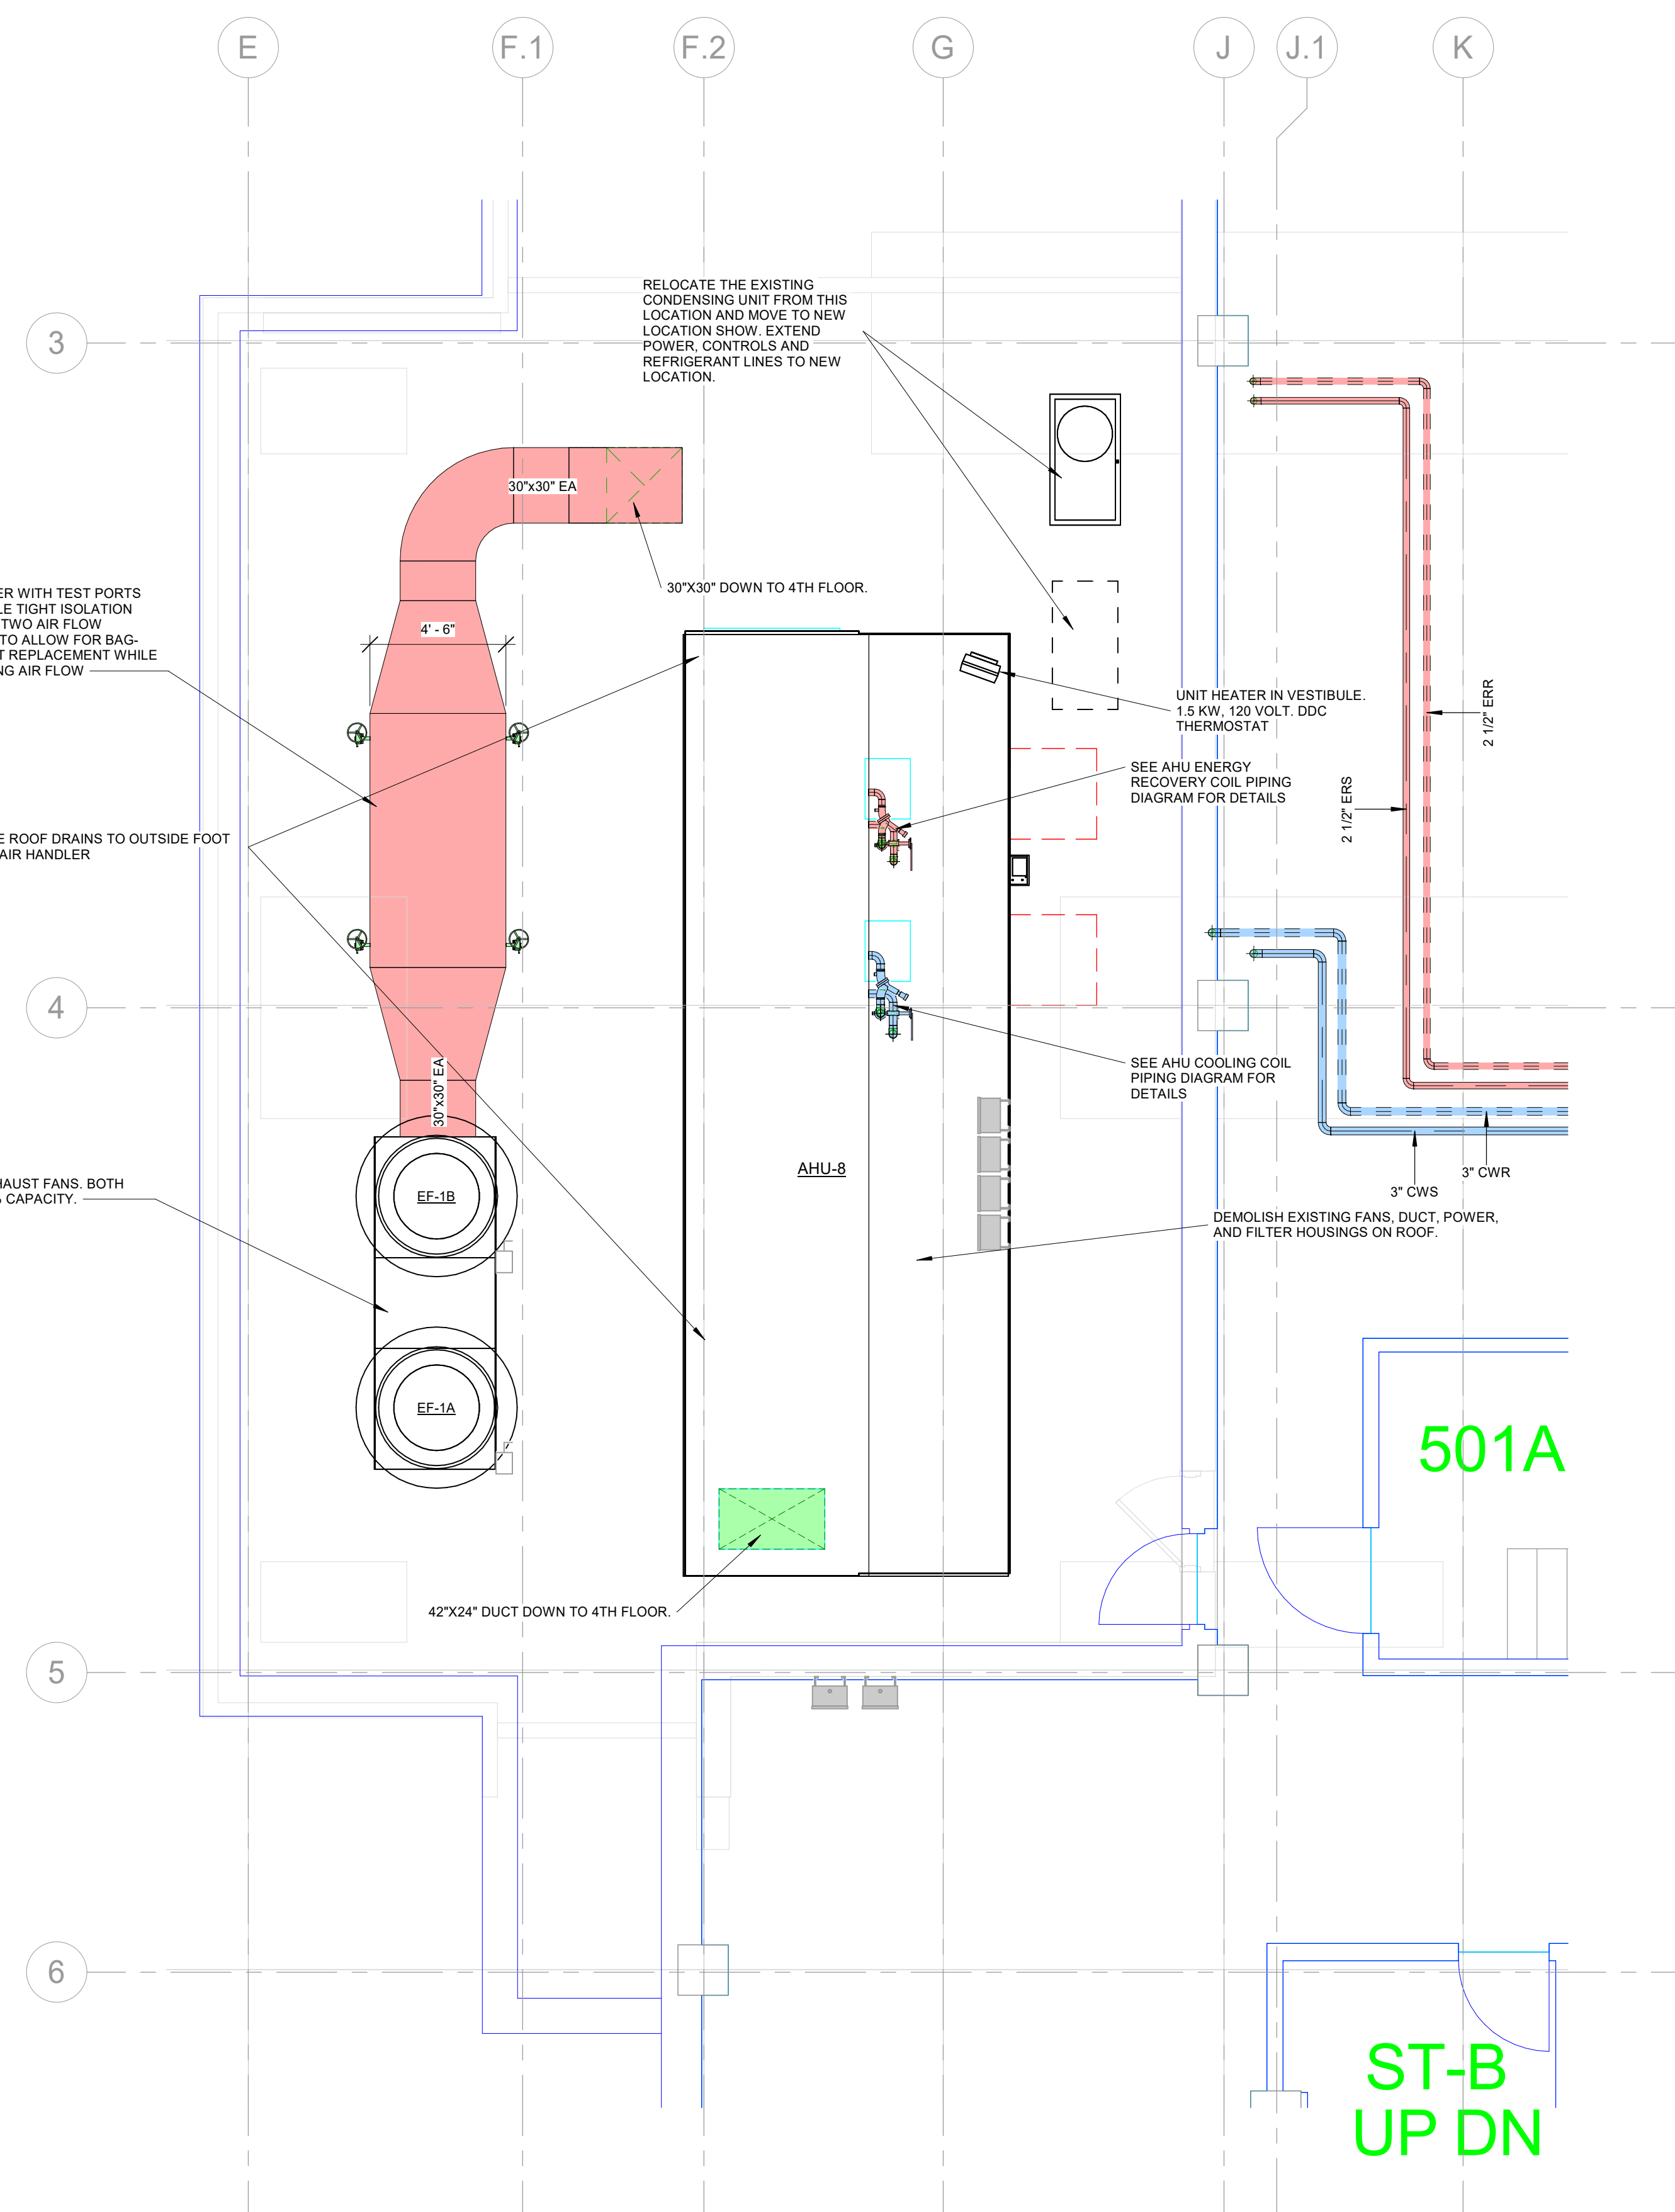 E
F.1
F.2
G
J
J.1
K
3
4
5
6
RELOCATE THE EXISTING
CONDENSING UNIT FROM THIS
LOCATION AND MOVE TO NEW
LOCATION SHOW. EXTEND
POWER, CONTROLS AND
REFRIGERANT LINES TO NEW
LOCATION.
30"x30" EA
30"X30" DOWN TO 4TH FLOOR.
ER WITH TEST PORTS
LE TIGHT ISOLATION
TWO AIR FLOW
TO ALLOW FOR BAG-
T REPLACEMENT WHILE
NG AIR FLOW
4' - 6"
UNIT HEATER IN VESTIBULE.
1.5 KW, 120 VOLT. DDC
THERMOSTAT
2 1/2" ERR
2 1/2" ERS
SEE AHU ENERGY
RECOVERY COIL PIPING
DIAGRAM FOR DETAILS
E ROOF DRAINS TO OUTSIDE FOOT
AIR HANDLER
SEE AHU COOLING COIL
PIPING DIAGRAM FOR
DETAILS
30"x30" EA
AHU-8
3" CWR
3" CWS
HAUST FANS. BOTH
CAPACITY.
EF-1B
DEMOLISH EXISTING FANS, DUCT, POWER,
AND FILTER HOUSINGS ON ROOF.
EF-1A
501A
42"X24" DUCT DOWN TO 4TH FLOOR.
ST-B
UP DN